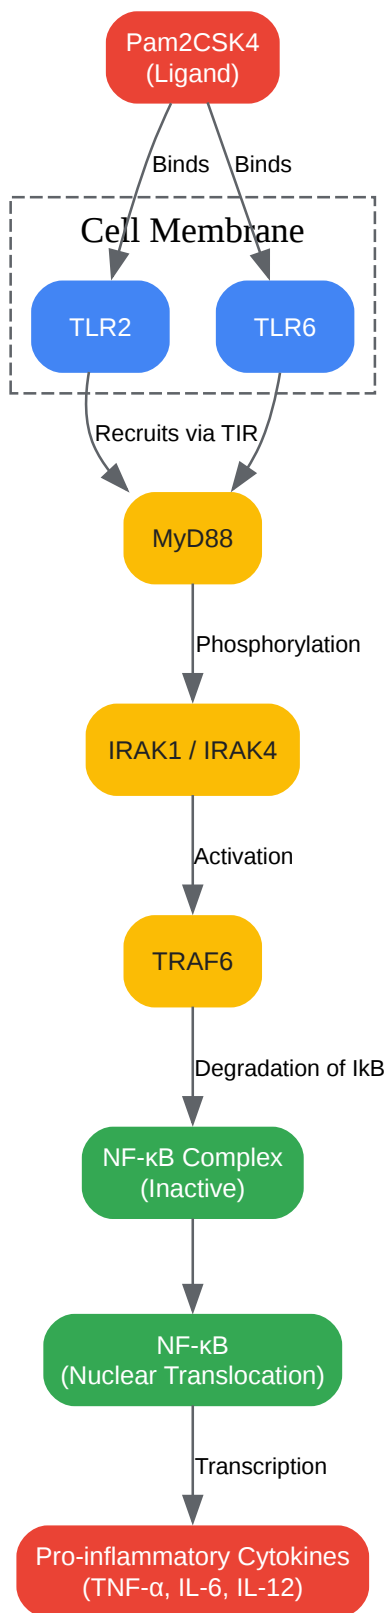 Pam2CSK4
(Ligand)
Binds
Binds
Cell Membrane
TLR2
TLR6
Recruits via TIR
MyD88
Phosphorylation
IRAK1 / IRAK4
Activation
TRAF6
Degradation of IkB
NF-κB Complex
(Inactive)
NF-κB
(Nuclear Translocation)
Transcription
Pro-inflammatory Cytokines
(TNF-α, IL-6, IL-12)